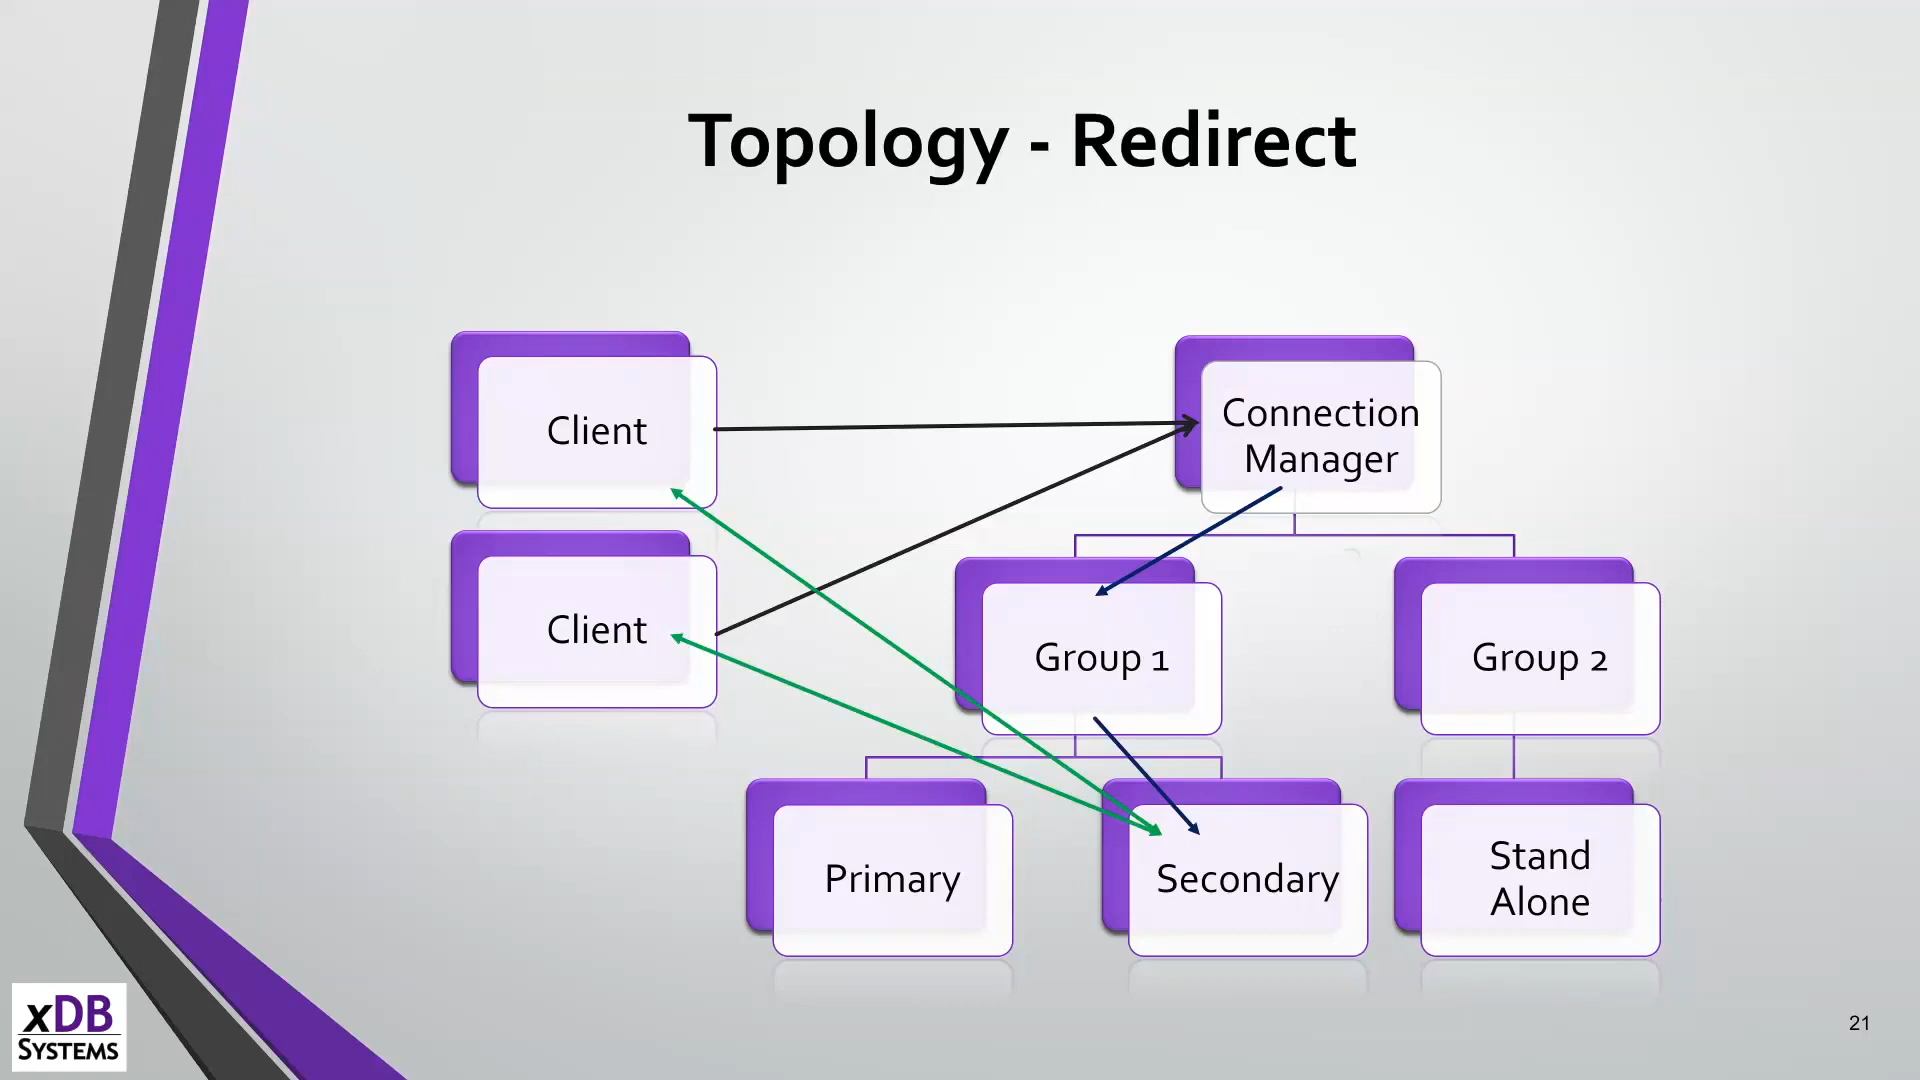 Topology - Redirect
Client
Connection
Manager
Client
Group 1
Group 2
Primary
Secondary
Stand
Alone
xDB
SYSTEMS
21